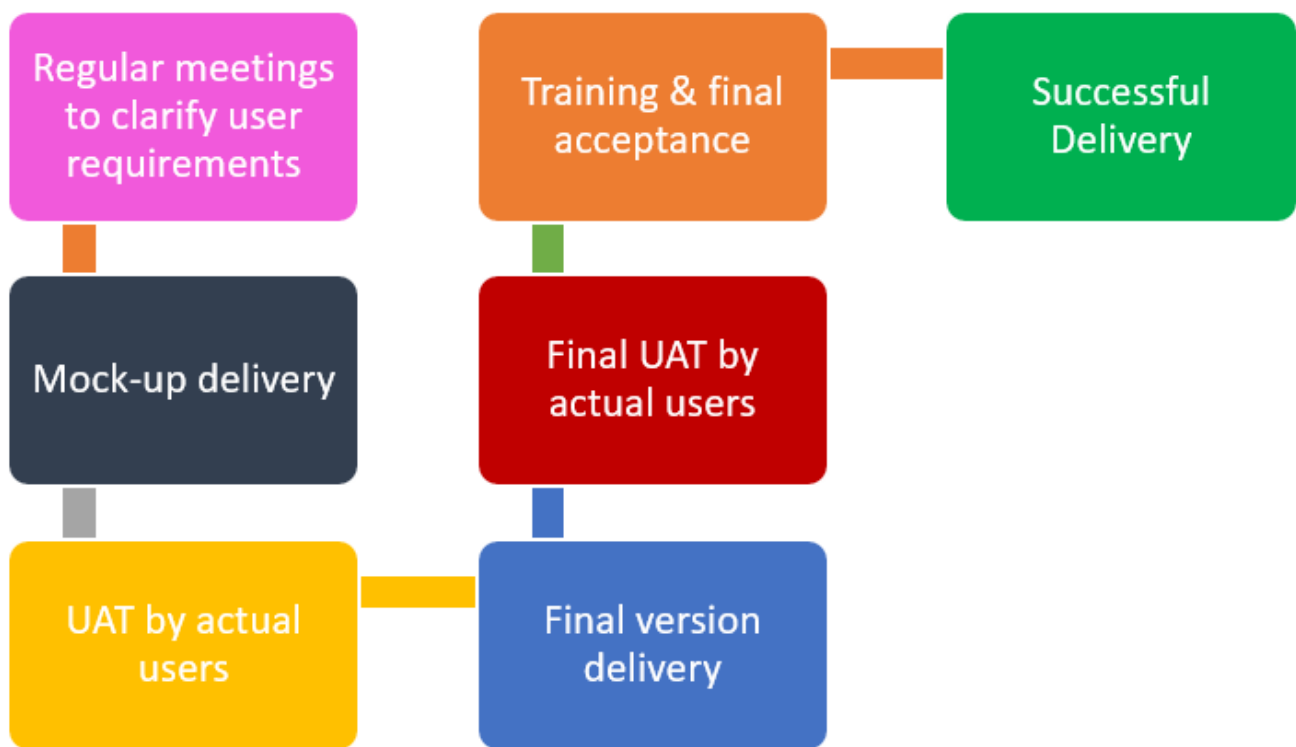 Regular meetings
to clarify user
requirements
Mock-up delivery
UAT by actual
users
Final version
delivery
Final UAT by
actual users
Training & final
acceptance
Successful
Delivery